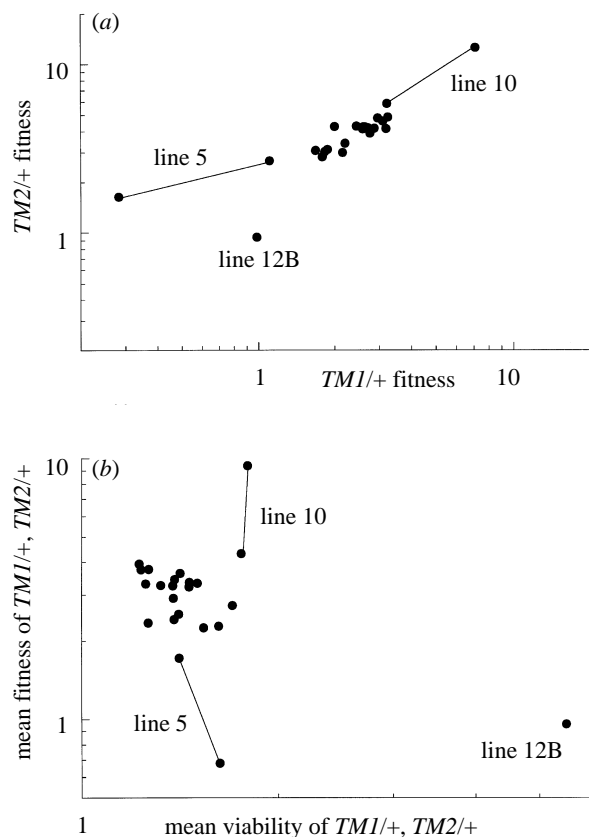 (a)
10
line 10
TM2/+ fitness
line 5
1
line 12B
1
TM1/+ fitness
10
10
(b)
line 10
mean fitness of TM1/+, TM2/+
1
line 5
line 12B
1
mean viability of TM1/+, TM2/+